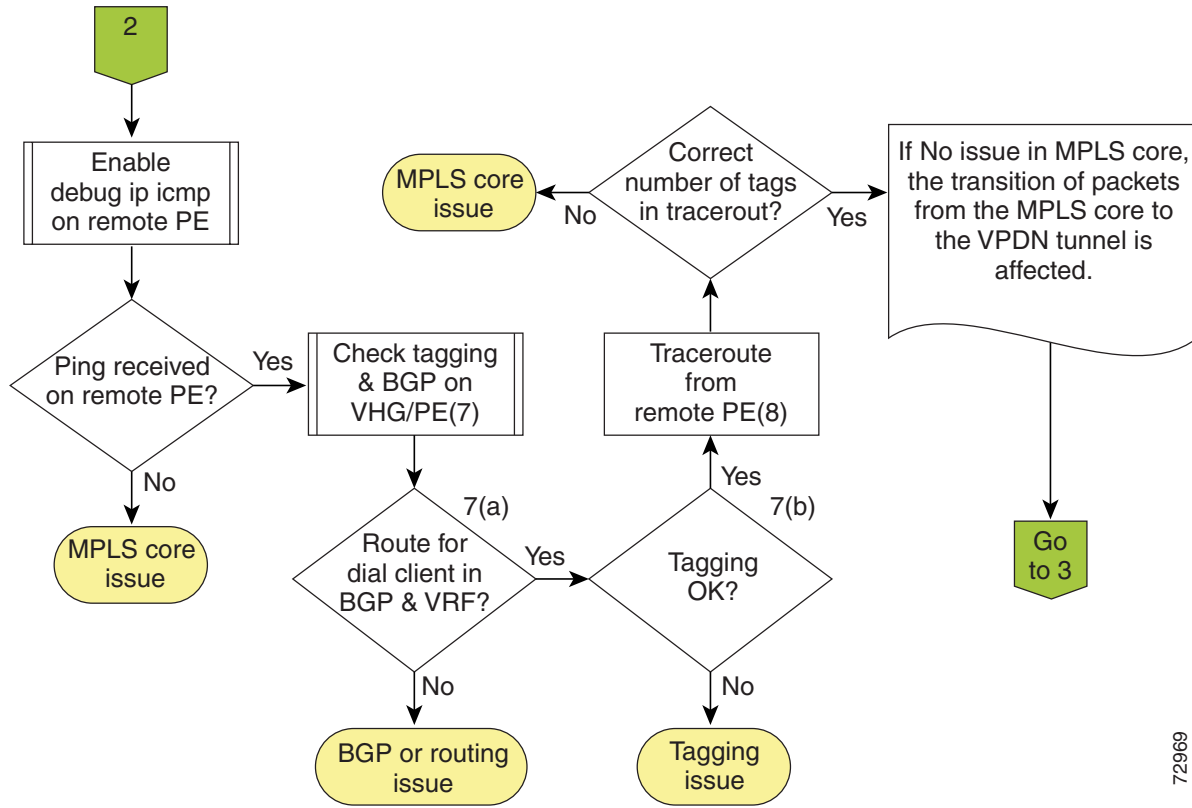 2
Enable
debug ip icmp
on remote PE
Ping received
on remote PE?
Yes
No
MPLS core
issue
Check tagging
& BGP on
VHG/PE(7)
7(a)
Route for
dial client in
BGP & VRF?
Yes
No
BGP or routing
issue
7(b)
Tagging
OK?
Yes
No
Tagging
issue
Traceroute
from
remote PE(8)
Correct
number of tags
in tracerout?
No
MPLS core
issue
Yes
If No issue in MPLS core,
the transition of packets
from the MPLS core to
the VPDN tunnel is
affected.
Go
to 3
72969